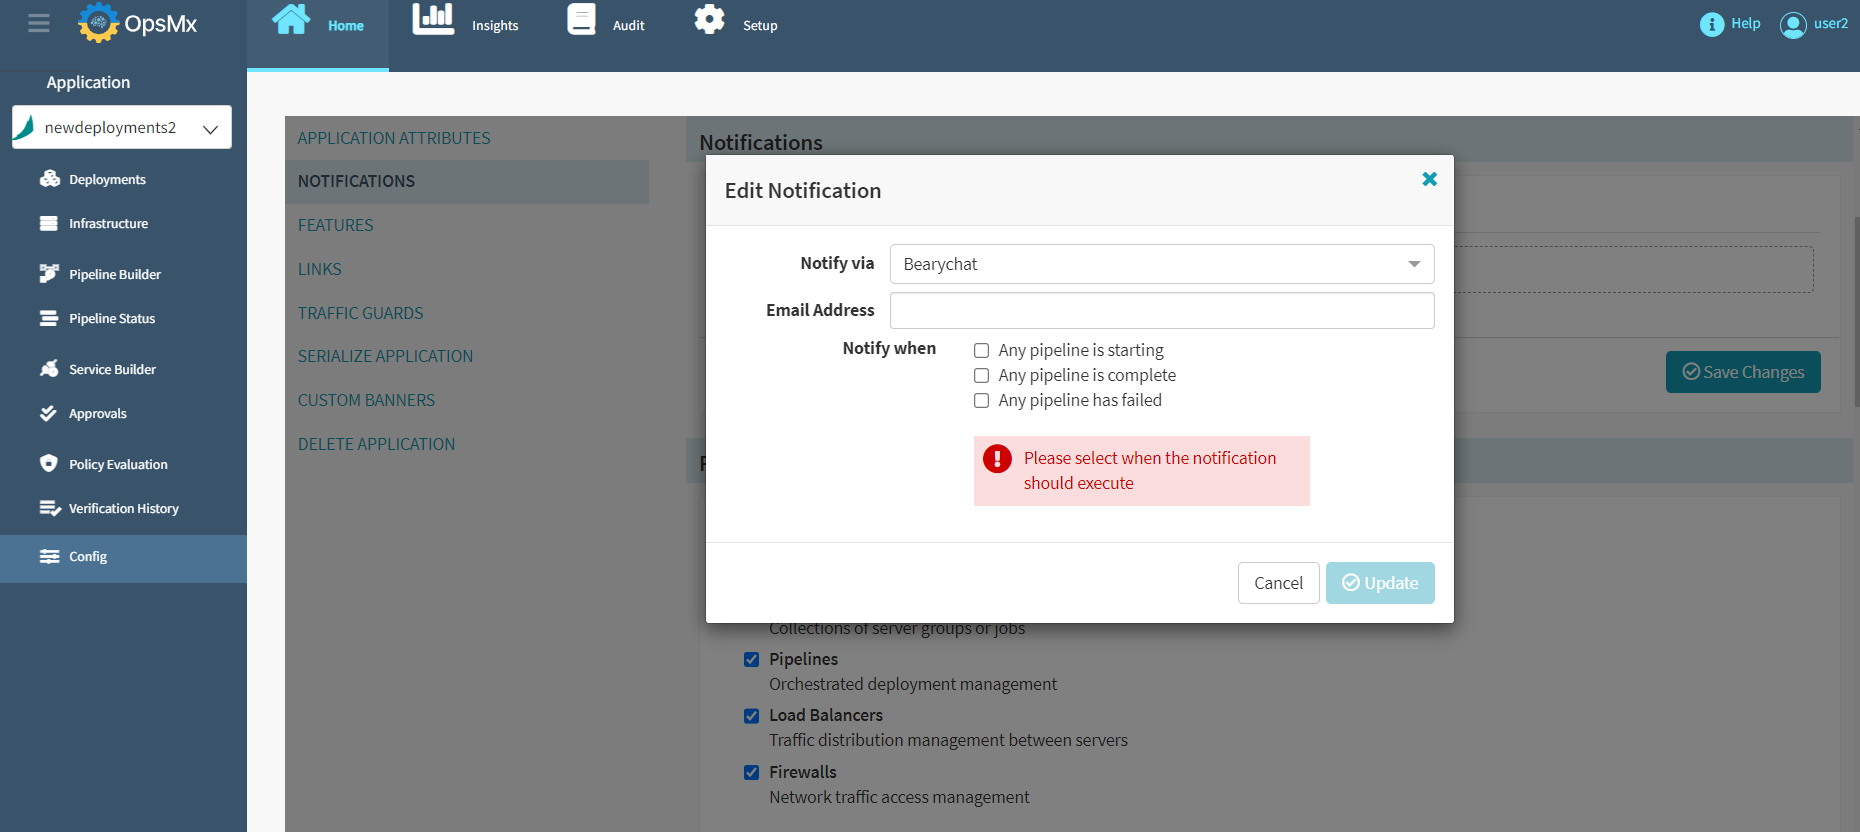 OpsMx
Home
Insights
Audit
Setup
Help
user2
Application
newdeployments2
Deployments
Infrastructure
Pipeline Builder
Pipeline Status
Service Builder
Approvals
Policy Evaluation
Verification History
Config
APPLICATION ATTRIBUTES
NOTIFICATIONS
FEATURES
LINKS
TRAFFIC GUARDS
SERIALIZE APPLICATION
CUSTOM BANNERS
DELETE APPLICATION
Notifications
Save Changes
Edit Notification
Notify via
Bearychat
Email Address
Notify when
Any pipeline is starting
Any pipeline is complete
Any pipeline has failed
Please select when the notification
should execute
Cancel
Update
Collections of server groups or jobs
Pipelines
Orchestrated deployment management
Load Balancers
Traffic distribution management between servers
Firewalls
Network traffic access management